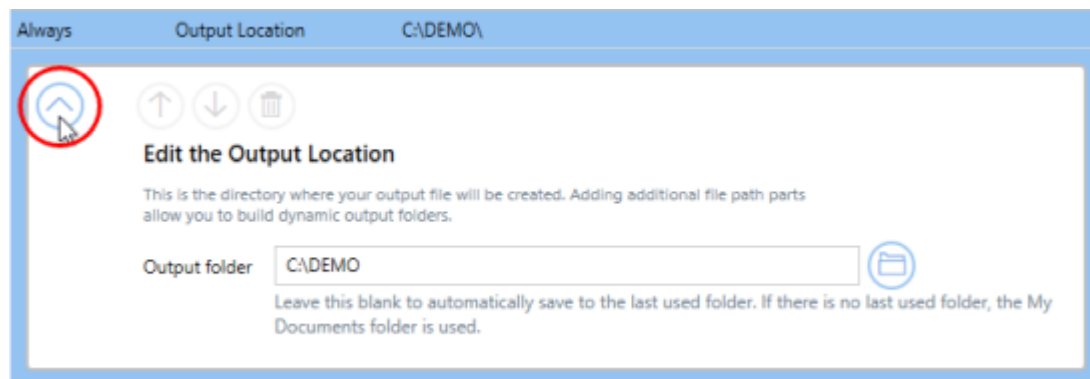 Always Output Location C:\DEMO\
Edit the Output Location
This is the directory where your output file will be created. Adding additional file path parts
allow you to build dynamic output folders.
Output folder C:\DEMO
Leave this blank to automatically save to the last used folder. If there is no last used folder, the My
Documents folder is used.